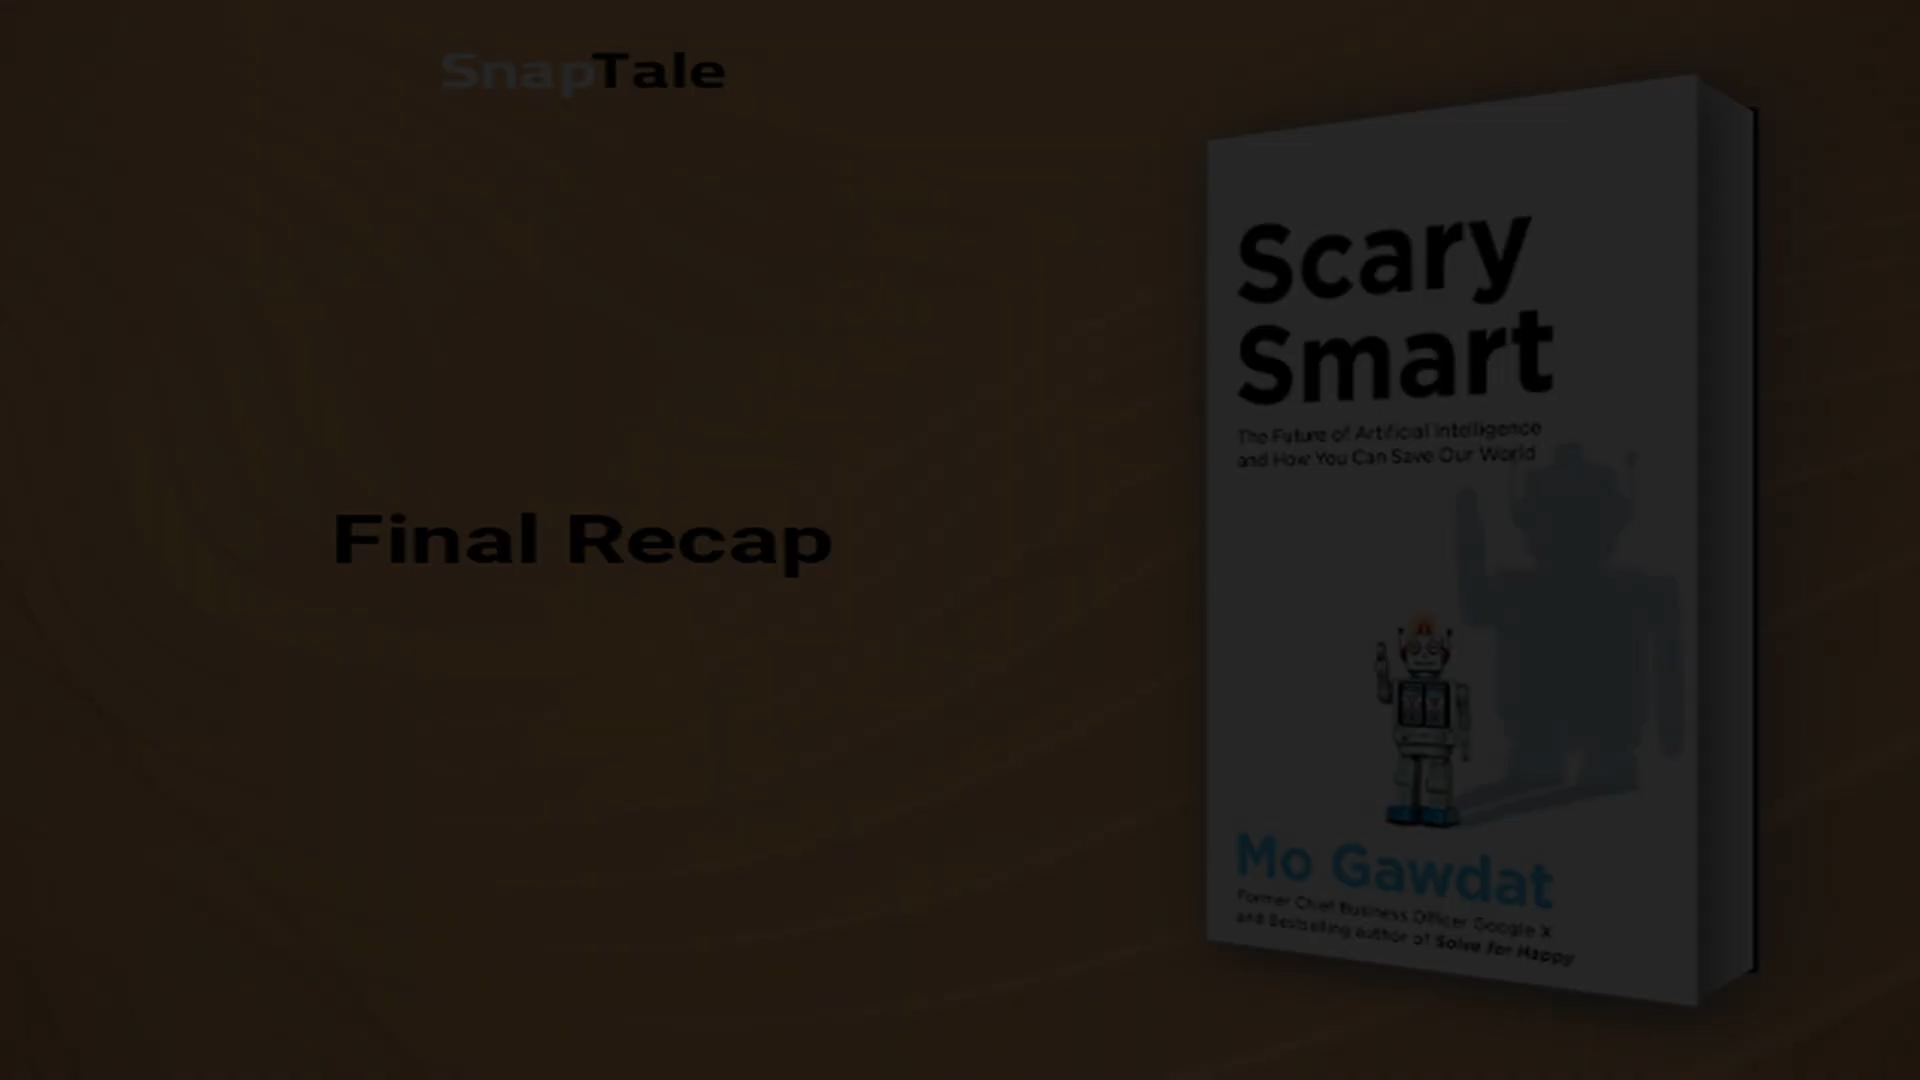 SnapTale
Final Recap
Scary
Smart
The Future of Artificial Intelligence
and How You Can Save Our World
Mo Gawdat
Former Chief Business Officer Google X
and Bestselling author of Solve for Happy